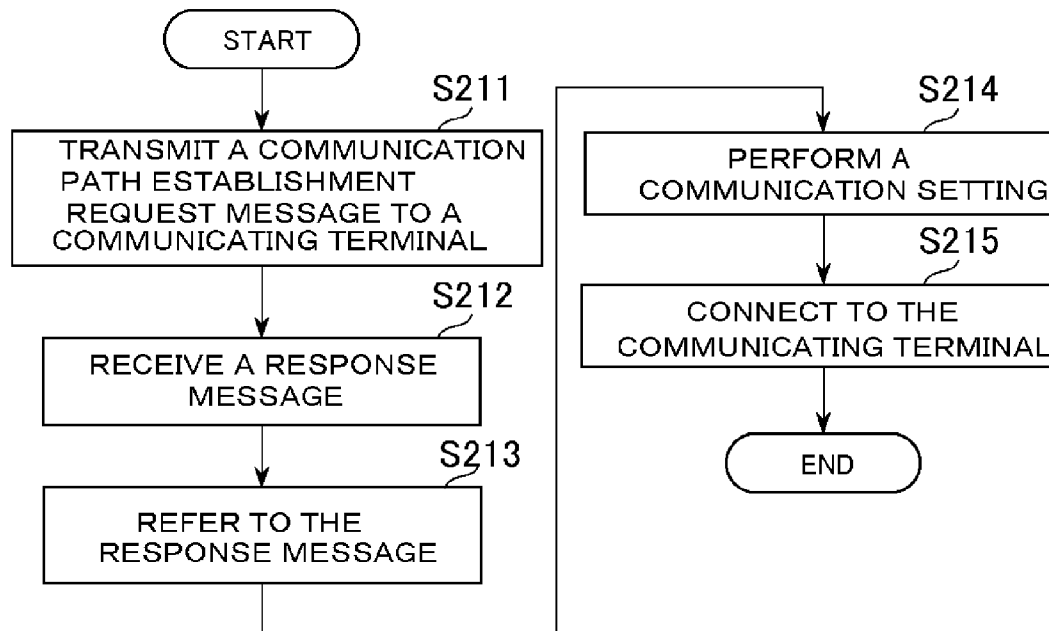 START
S211
TRANSMIT A COMMUNICATION
PATH ESTABLISHMENT
REQUEST MESSAGE TO A
COMMUNICATING TERMINAL
S212
RECEIVE A RESPONSE
MESSAGE
S213
REFER TO THE
RESPONSE MESSAGE
S214
PERFORM A
COMMUNICATION SETTING
S215
CONNECT TO THE
COMMUNICATING TERMINAL
END